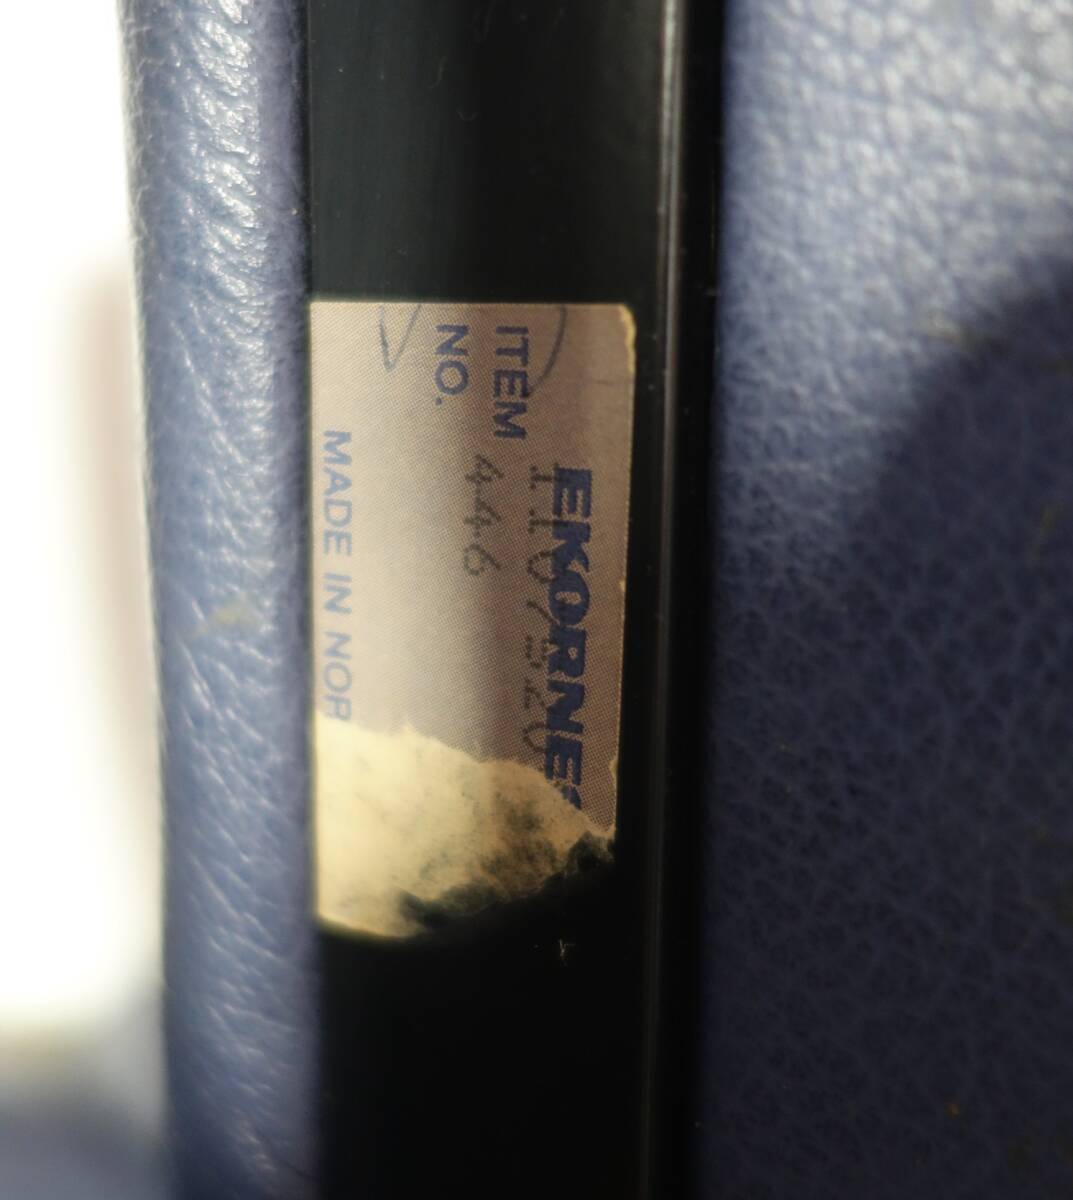 EKORNES
ITEM
NO. 446
MADE IN NOR